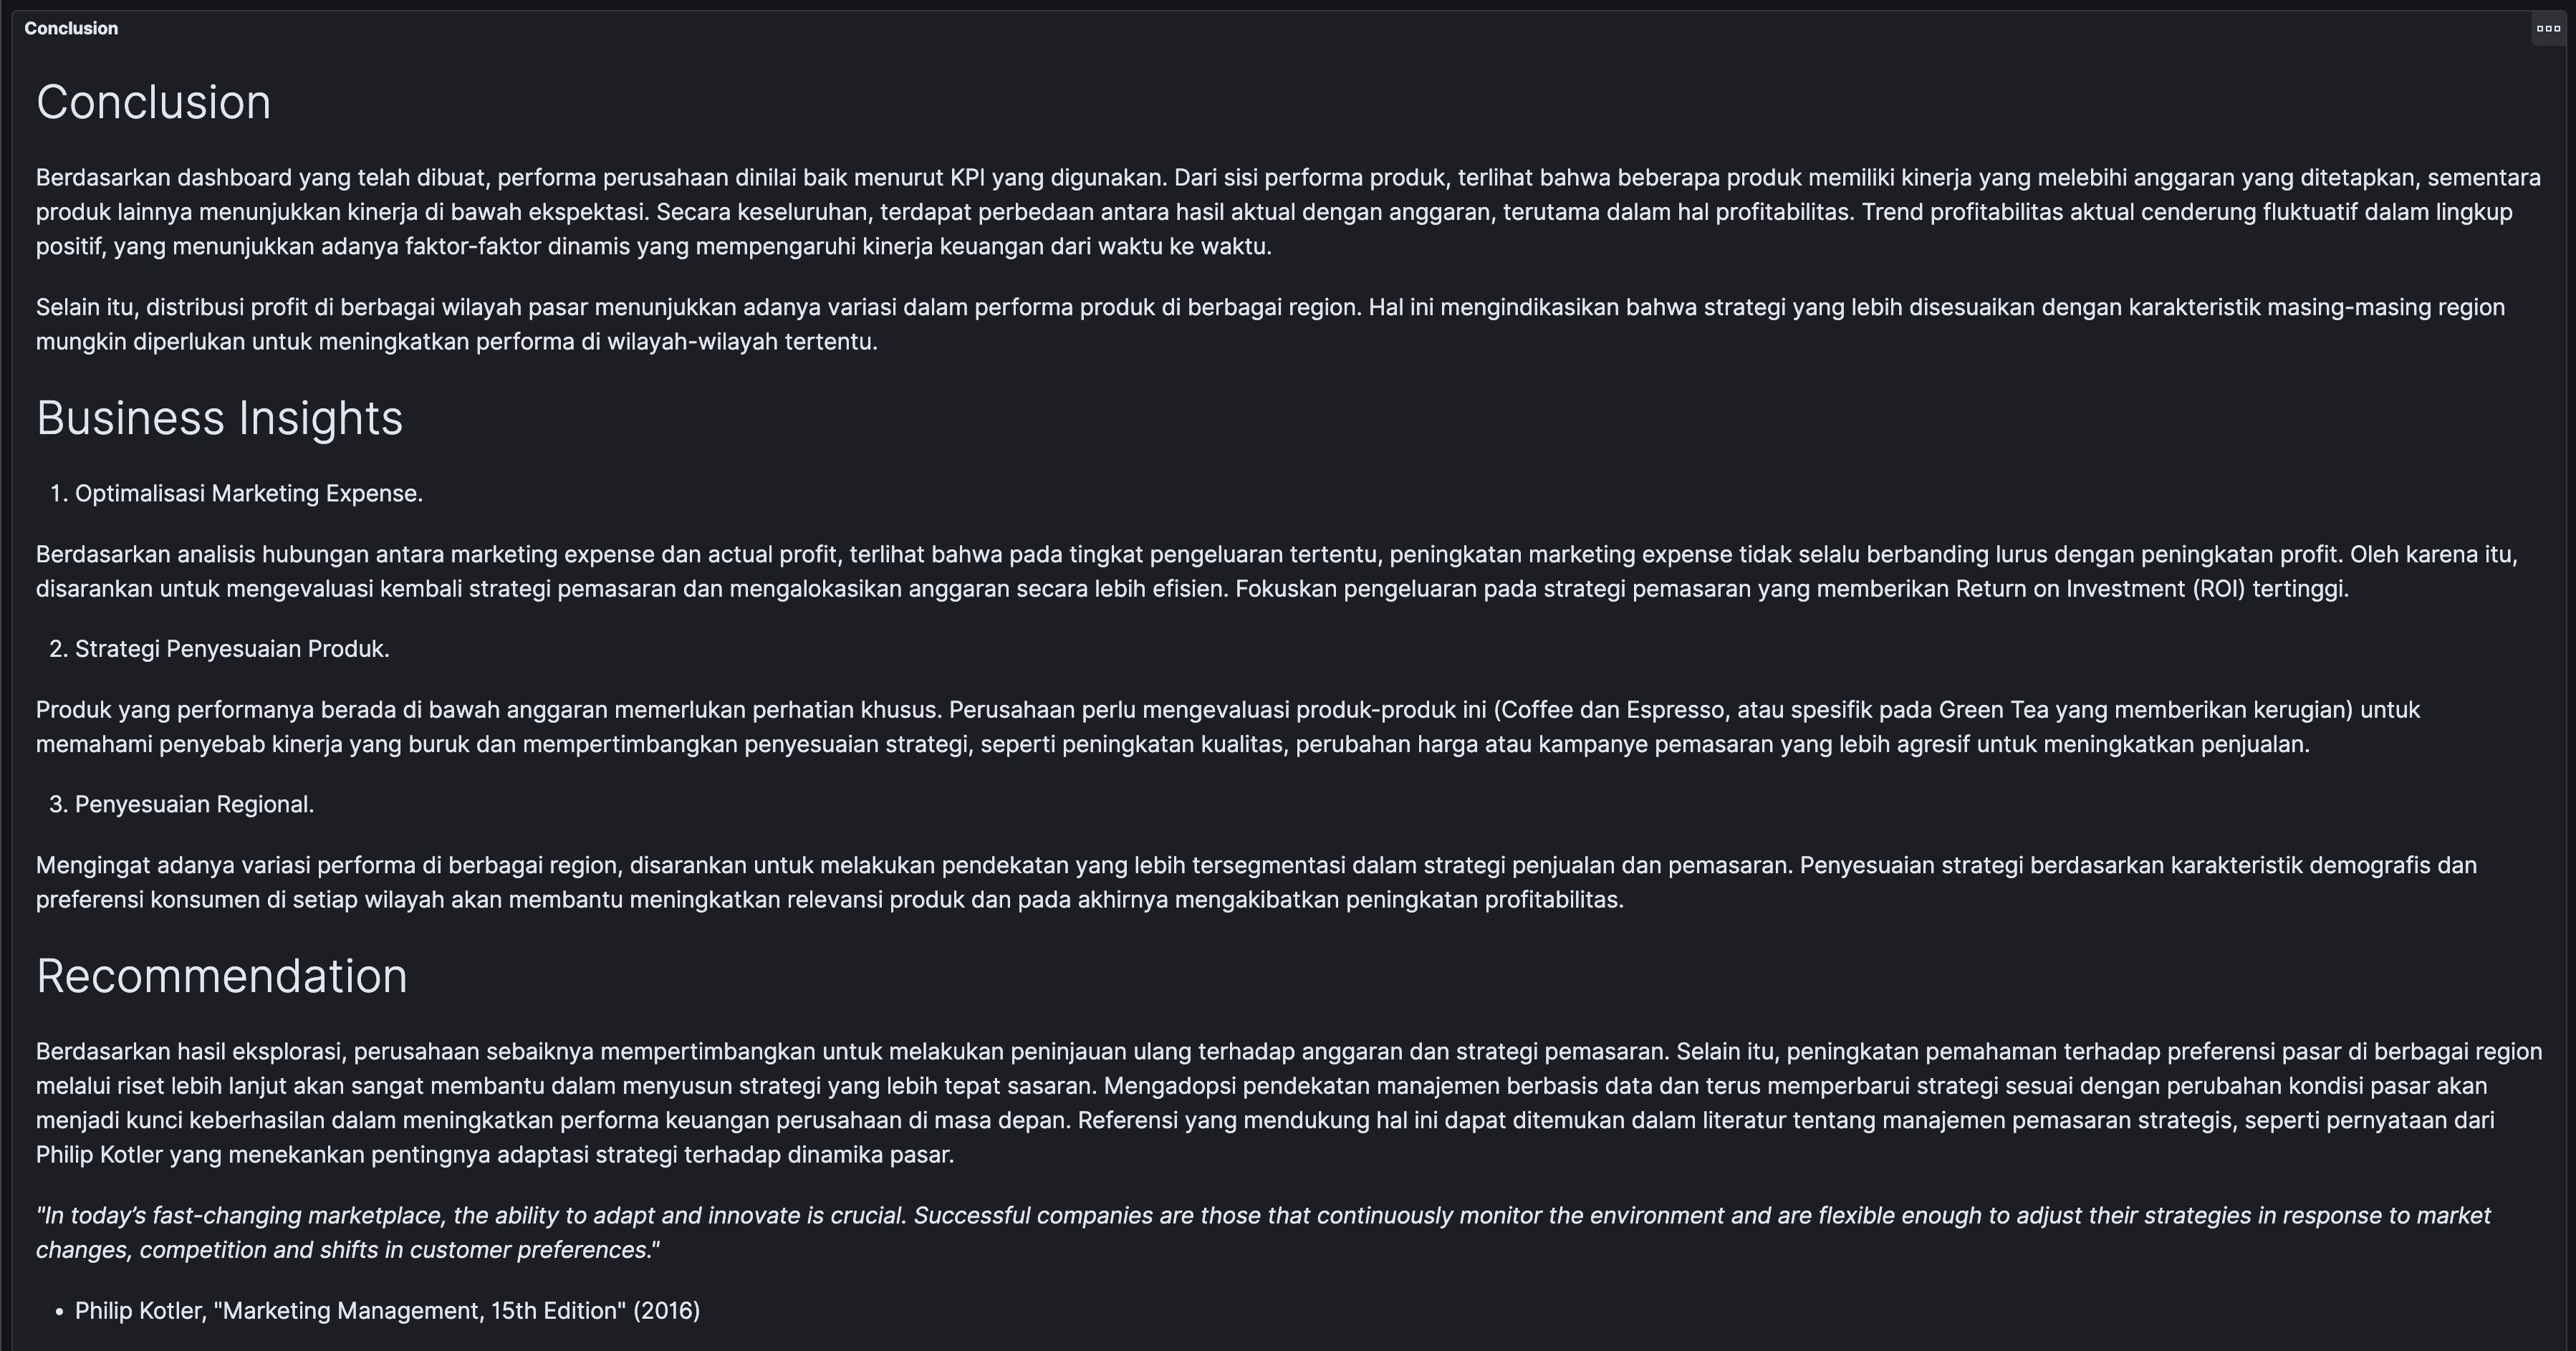 Conclusion
Conclusion
Berdasarkan dashboard yang telah dibuat, performa perusahaan dinilai baik menurut KPI yang digunakan. Dari sisi performa produk, terlihat bahwa beberapa produk memiliki kinerja yang melebihi anggaran yang ditetapkan, sementara
produk lainnya menunjukkan kinerja di bawah ekspektasi. Secara keseluruhan, terdapat perbedaan antara hasil aktual dengan anggaran, terutama dalam hal profitabilitas. Trend profitabilitas aktual cenderung fluktuatif dalam lingkup
positif, yang menunjukkan adanya faktor-faktor dinamis yang mempengaruhi kinerja keuangan dari waktu ke waktu.
Selain itu, distribusi profit di berbagai wilayah pasar menunjukkan adanya variasi dalam performa produk di berbagai region. Hal ini mengindikasikan bahwa strategi yang lebih disesuaikan dengan karakteristik masing-masing region
mungkin diperlukan untuk meningkatkan performa di wilayah-wilayah tertentu.
Business Insights
1. Optimalisasi Marketing Expense.
Berdasarkan analisis hubungan antara marketing expense dan actual profit, terlihat bahwa pada tingkat pengeluaran tertentu, peningkatan marketing expense tidak selalu berbanding lurus dengan peningkatan profit. Oleh karena itu,
disarankan untuk mengevaluasi kembali strategi pemasaran dan mengalokasikan anggaran secara lebih efisien. Fokuskan pengeluaran pada strategi pemasaran yang memberikan Return on Investment (ROI) tertinggi.
2. Strategi Penyesuaian Produk.
Produk yang performanya berada di bawah anggaran memerlukan perhatian khusus. Perusahaan perlu mengevaluasi produk-produk ini (Coffee dan Espresso, atau spesifik pada Green Tea yang memberikan kerugian) untuk
memahami penyebab kinerja yang buruk dan mempertimbangkan penyesuaian strategi, seperti peningkatan kualitas, perubahan harga atau kampanye pemasaran yang lebih agresif untuk meningkatkan penjualan.
3. Penyesuaian Regional.
Mengingat adanya variasi performa di berbagai region, disarankan untuk melakukan pendekatan yang lebih tersegmentasi dalam strategi penjualan dan pemasaran. Penyesuaian strategi berdasarkan karakteristik demografis dan
preferensi konsumen di setiap wilayah akan membantu meningkatkan relevansi produk dan pada akhirnya mengakibatkan peningkatan profitabilitas.
Recommendation
Berdasarkan hasil eksplorasi, perusahaan sebaiknya mempertimbangkan untuk melakukan peninjauan ulang terhadap anggaran dan strategi pemasaran. Selain itu, peningkatan pemahaman terhadap preferensi pasar di berbagai region
melalui riset lebih lanjut akan sangat membantu dalam menyusun strategi yang lebih tepat sasaran. Mengadopsi pendekatan manajemen berbasis data dan terus memperbarui strategi sesuai dengan perubahan kondisi pasar akan
menjadi kunci keberhasilan dalam meningkatkan performa keuangan perusahaan di masa depan. Referensi yang mendukung hal ini dapat ditemukan dalam literatur tentang manajemen pemasaran strategis, seperti pernyataan dari
Philip Kotler yang menekankan pentingnya adaptasi strategi terhadap dinamika pasar.
"In today’s fast-changing marketplace, the ability to adapt and innovate is crucial. Successful companies are those that continuously monitor the environment and are flexible enough to adjust their strategies in response to market
changes, competition and shifts in customer preferences."
• Philip Kotler, "Marketing Management, 15th Edition" (2016)